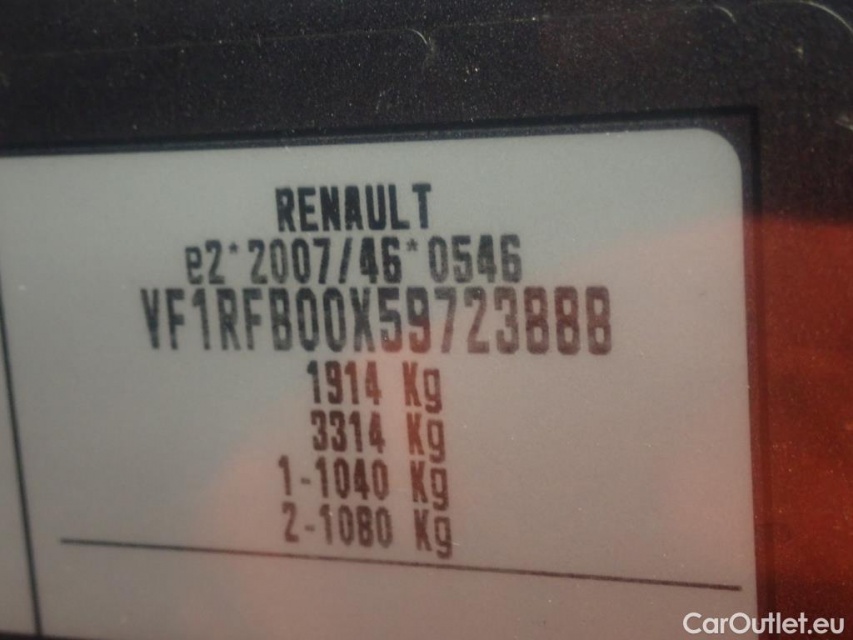 RENAULT
e2*2007/46*0546
VF1RFB00X59723888
1914 Kg
3314 Kg
1-1040 Kg
2-1080 Kg
CarOutlet.eu